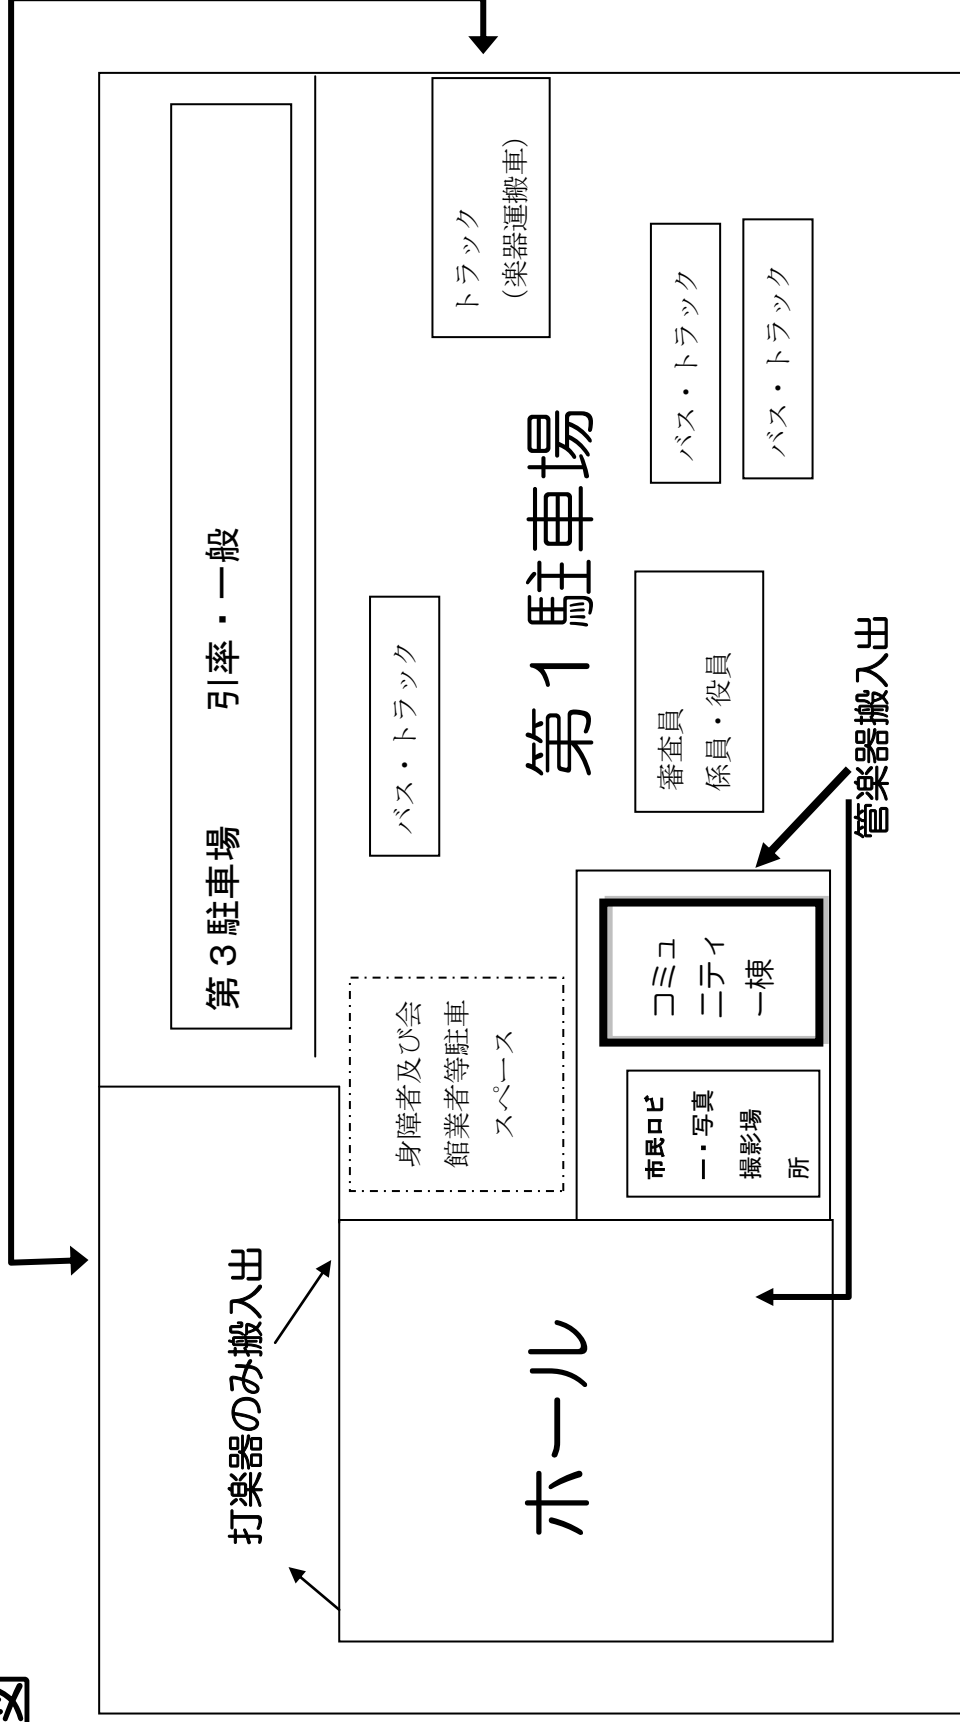 図
第３駐車場　　引率・一般
トラック
（楽器運搬車）
バス・トラック
第１駐車場
バス・トラック
バス・トラック
審査員
係員・役員
管楽器搬入出
身障者及び会
館業者等駐車
スペース
コミュ
ニティ
ー棟
市民ロビ
ー・写真
撮影場
所
打楽器のみ搬入出
ホール